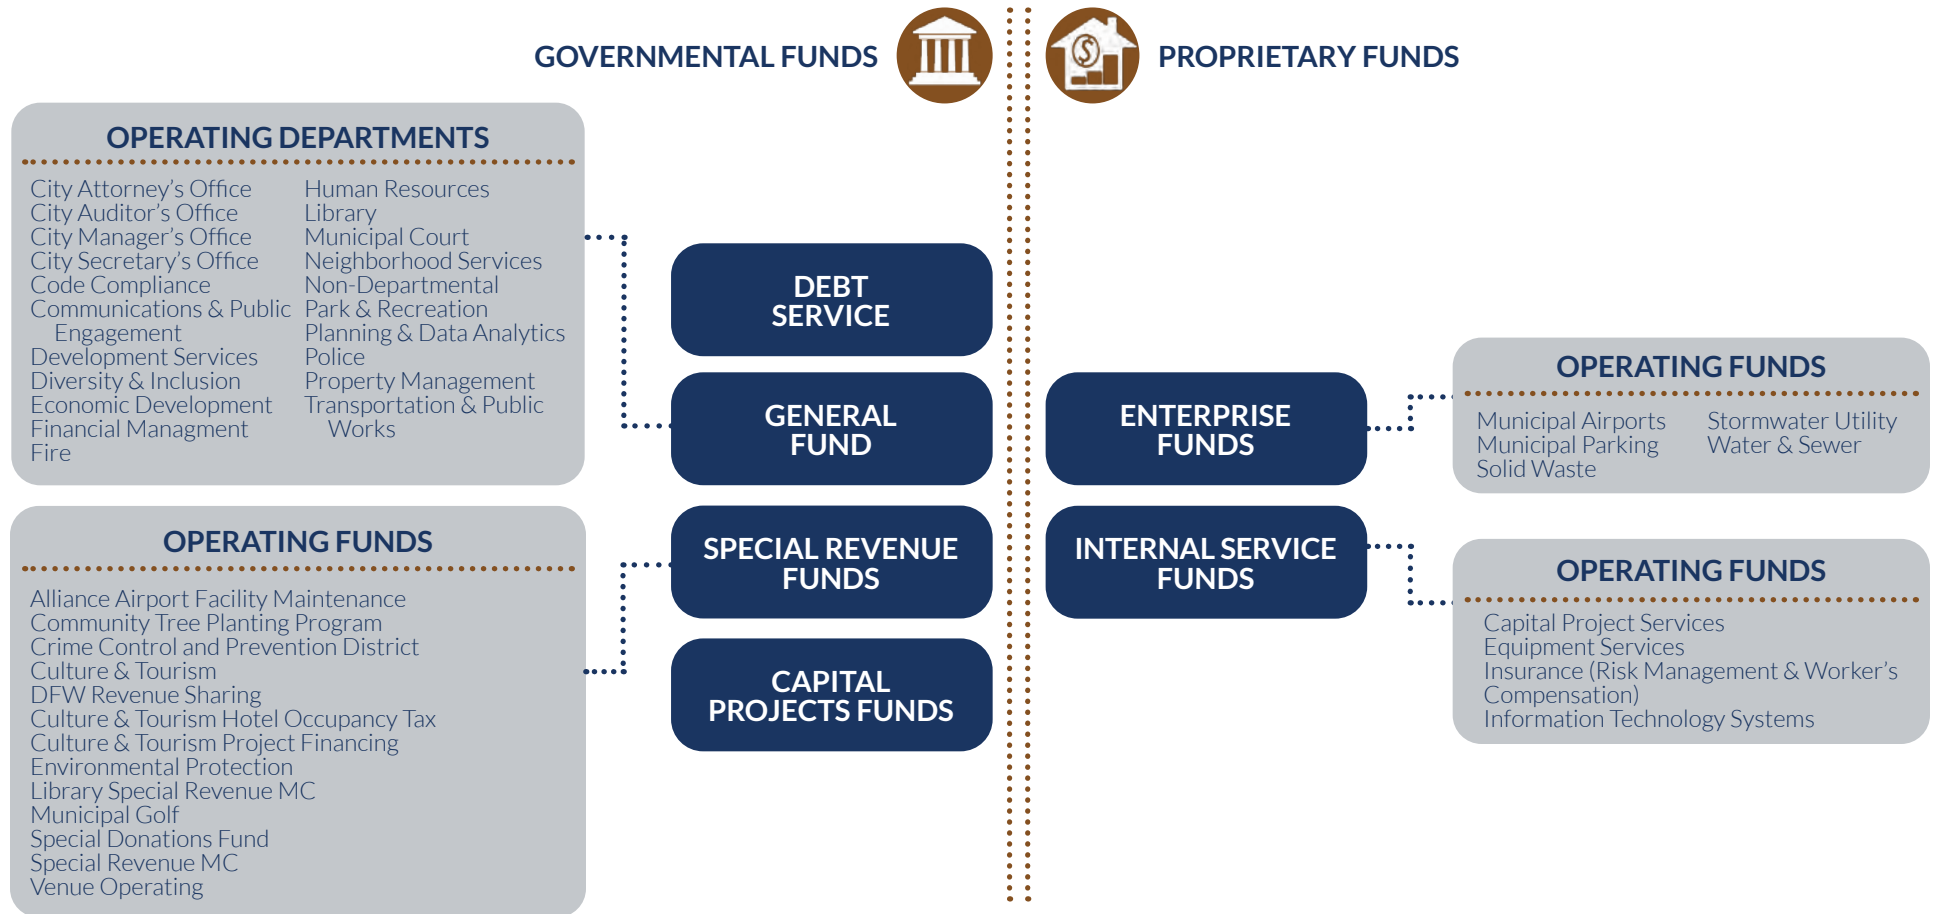 GOVERNMENTAL FUNDS
PROPRIETARY FUNDS
OPERATING DEPARTMENTS
City Attorney’s Office
City Auditor’s Office
City Manager’s Office
City Secretary’s Office
Code Compliance
Communications & Public
Engagement
Development Services
Diversity & Inclusion
Economic Development
Financial Managment
Fire
Human Resources
Library
Municipal Court
Neighborhood Services
Non-Departmental
Park & Recreation
Planning & Data Analytics
Police
Property Management
Transportation & Public
Works
OPERATING FUNDS
Alliance Airport Facility Maintenance
Community Tree Planting Program
Crime Control and Prevention District
Culture & Tourism
DFW Revenue Sharing
Culture & Tourism Hotel Occupancy Tax
Culture & Tourism Project Financing
Environmental Protection
Library Special Revenue MC
Municipal Golf
Special Donations Fund
Special Revenue MC
Venue Operating
DEBT
SERVICE
GENERAL
FUND
SPECIAL REVENUE
FUNDS
CAPITAL
PROJECTS FUNDS
ENTERPRISE
FUNDS
INTERNAL SERVICE
FUNDS
OPERATING FUNDS
Municipal Airports
Municipal Parking
Solid Waste
Stormwater Utility
Water & Sewer
OPERATING FUNDS
Capital Project Services
Equipment Services
Insurance (Risk Management & Worker’s
Compensation)
Information Technology Systems